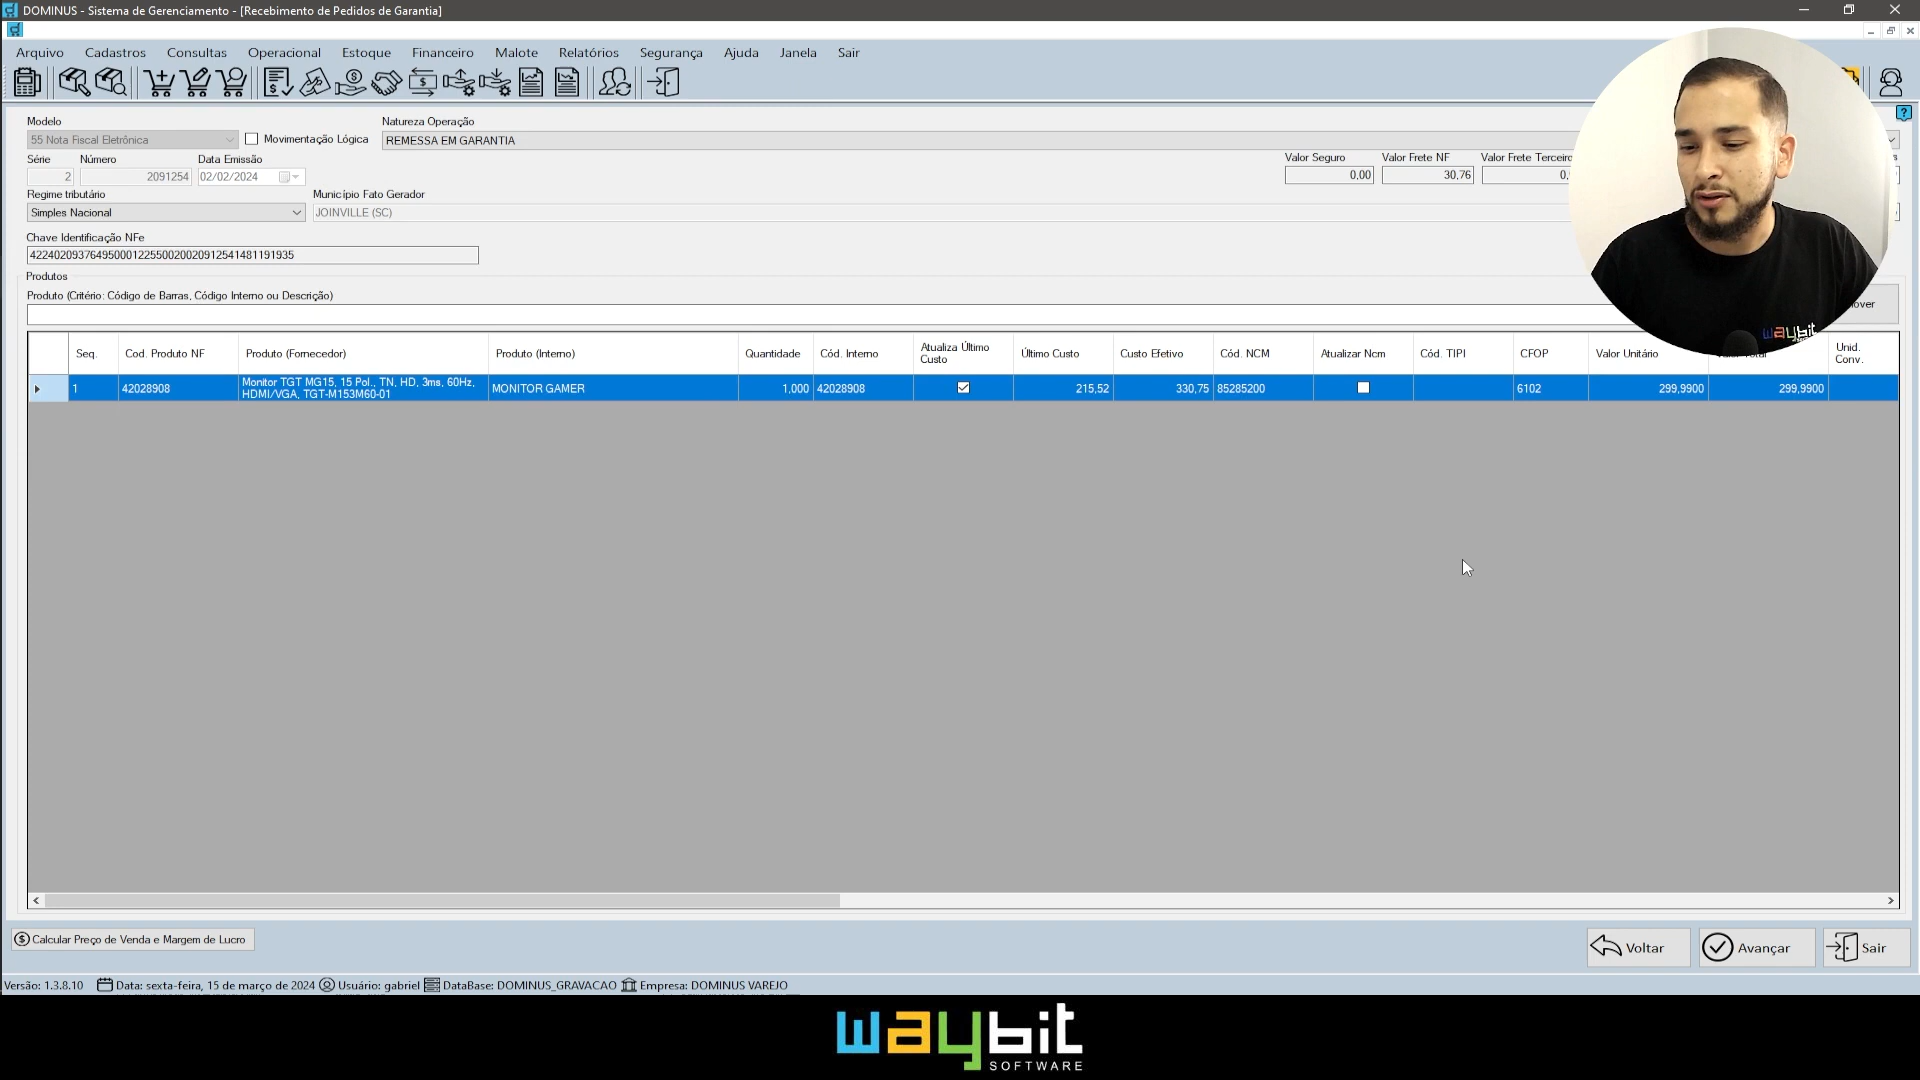 DOMINUS - Sistema de Gerenciamento - [Recebimento de Pedidos de Garantia]
Arquivo Cadastros Consultas Operacional Estoque Financeiro Malote Relatórios Segurança Ajuda Janela Sair
Modelo
Natureza Operação
55 Nota Fiscal Eletrônica
Movimentação Lógica
REMESSA EM GARANTIA
Série Número Data Emissão
Valor Seguro Valor Frete NF Valor Frete Terceiro
2 2091254 02/02/2024
0,00 30,76 0,
Regime tributário
Município Fato Gerador
Simples Nacional
JOINVILLE (SC)
Chave Identificação NFe
42240209376495000122550020020912541481191935
Produtos
Produto (Critério: Código de Barras, Código Interno ou Descrição)
over
Seq. Cod. Produto NF Produto (Fornecedor) Produto (Interno) Quantidade Cód. Interno Atualiza Último Custo Último Custo Custo Efetivo Cód. NCM Atualizar Ncm Cód. TIPI CFOP Valor Unitário Unid. Conv.
1 42028908 Monitor TGT MG15, 15 Pol., TN, HD, 3ms, 60Hz, HDMI/VGA, TGT-M153M60-01 MONITOR GAMER 1,000 42028908 215,52 330,75 85285200 6102 299,9900 299,9900
Calcular Preço de Venda e Margem de Lucro
Voltar Avançar Sair
Versão: 1.3.8.10 Data: sexta-feira, 15 de março de 2024 Usuário: gabriel DataBase: DOMINUS_GRAVACAO Empresa: DOMINUS VAREJO
waybit
waybit
SOFTWARE